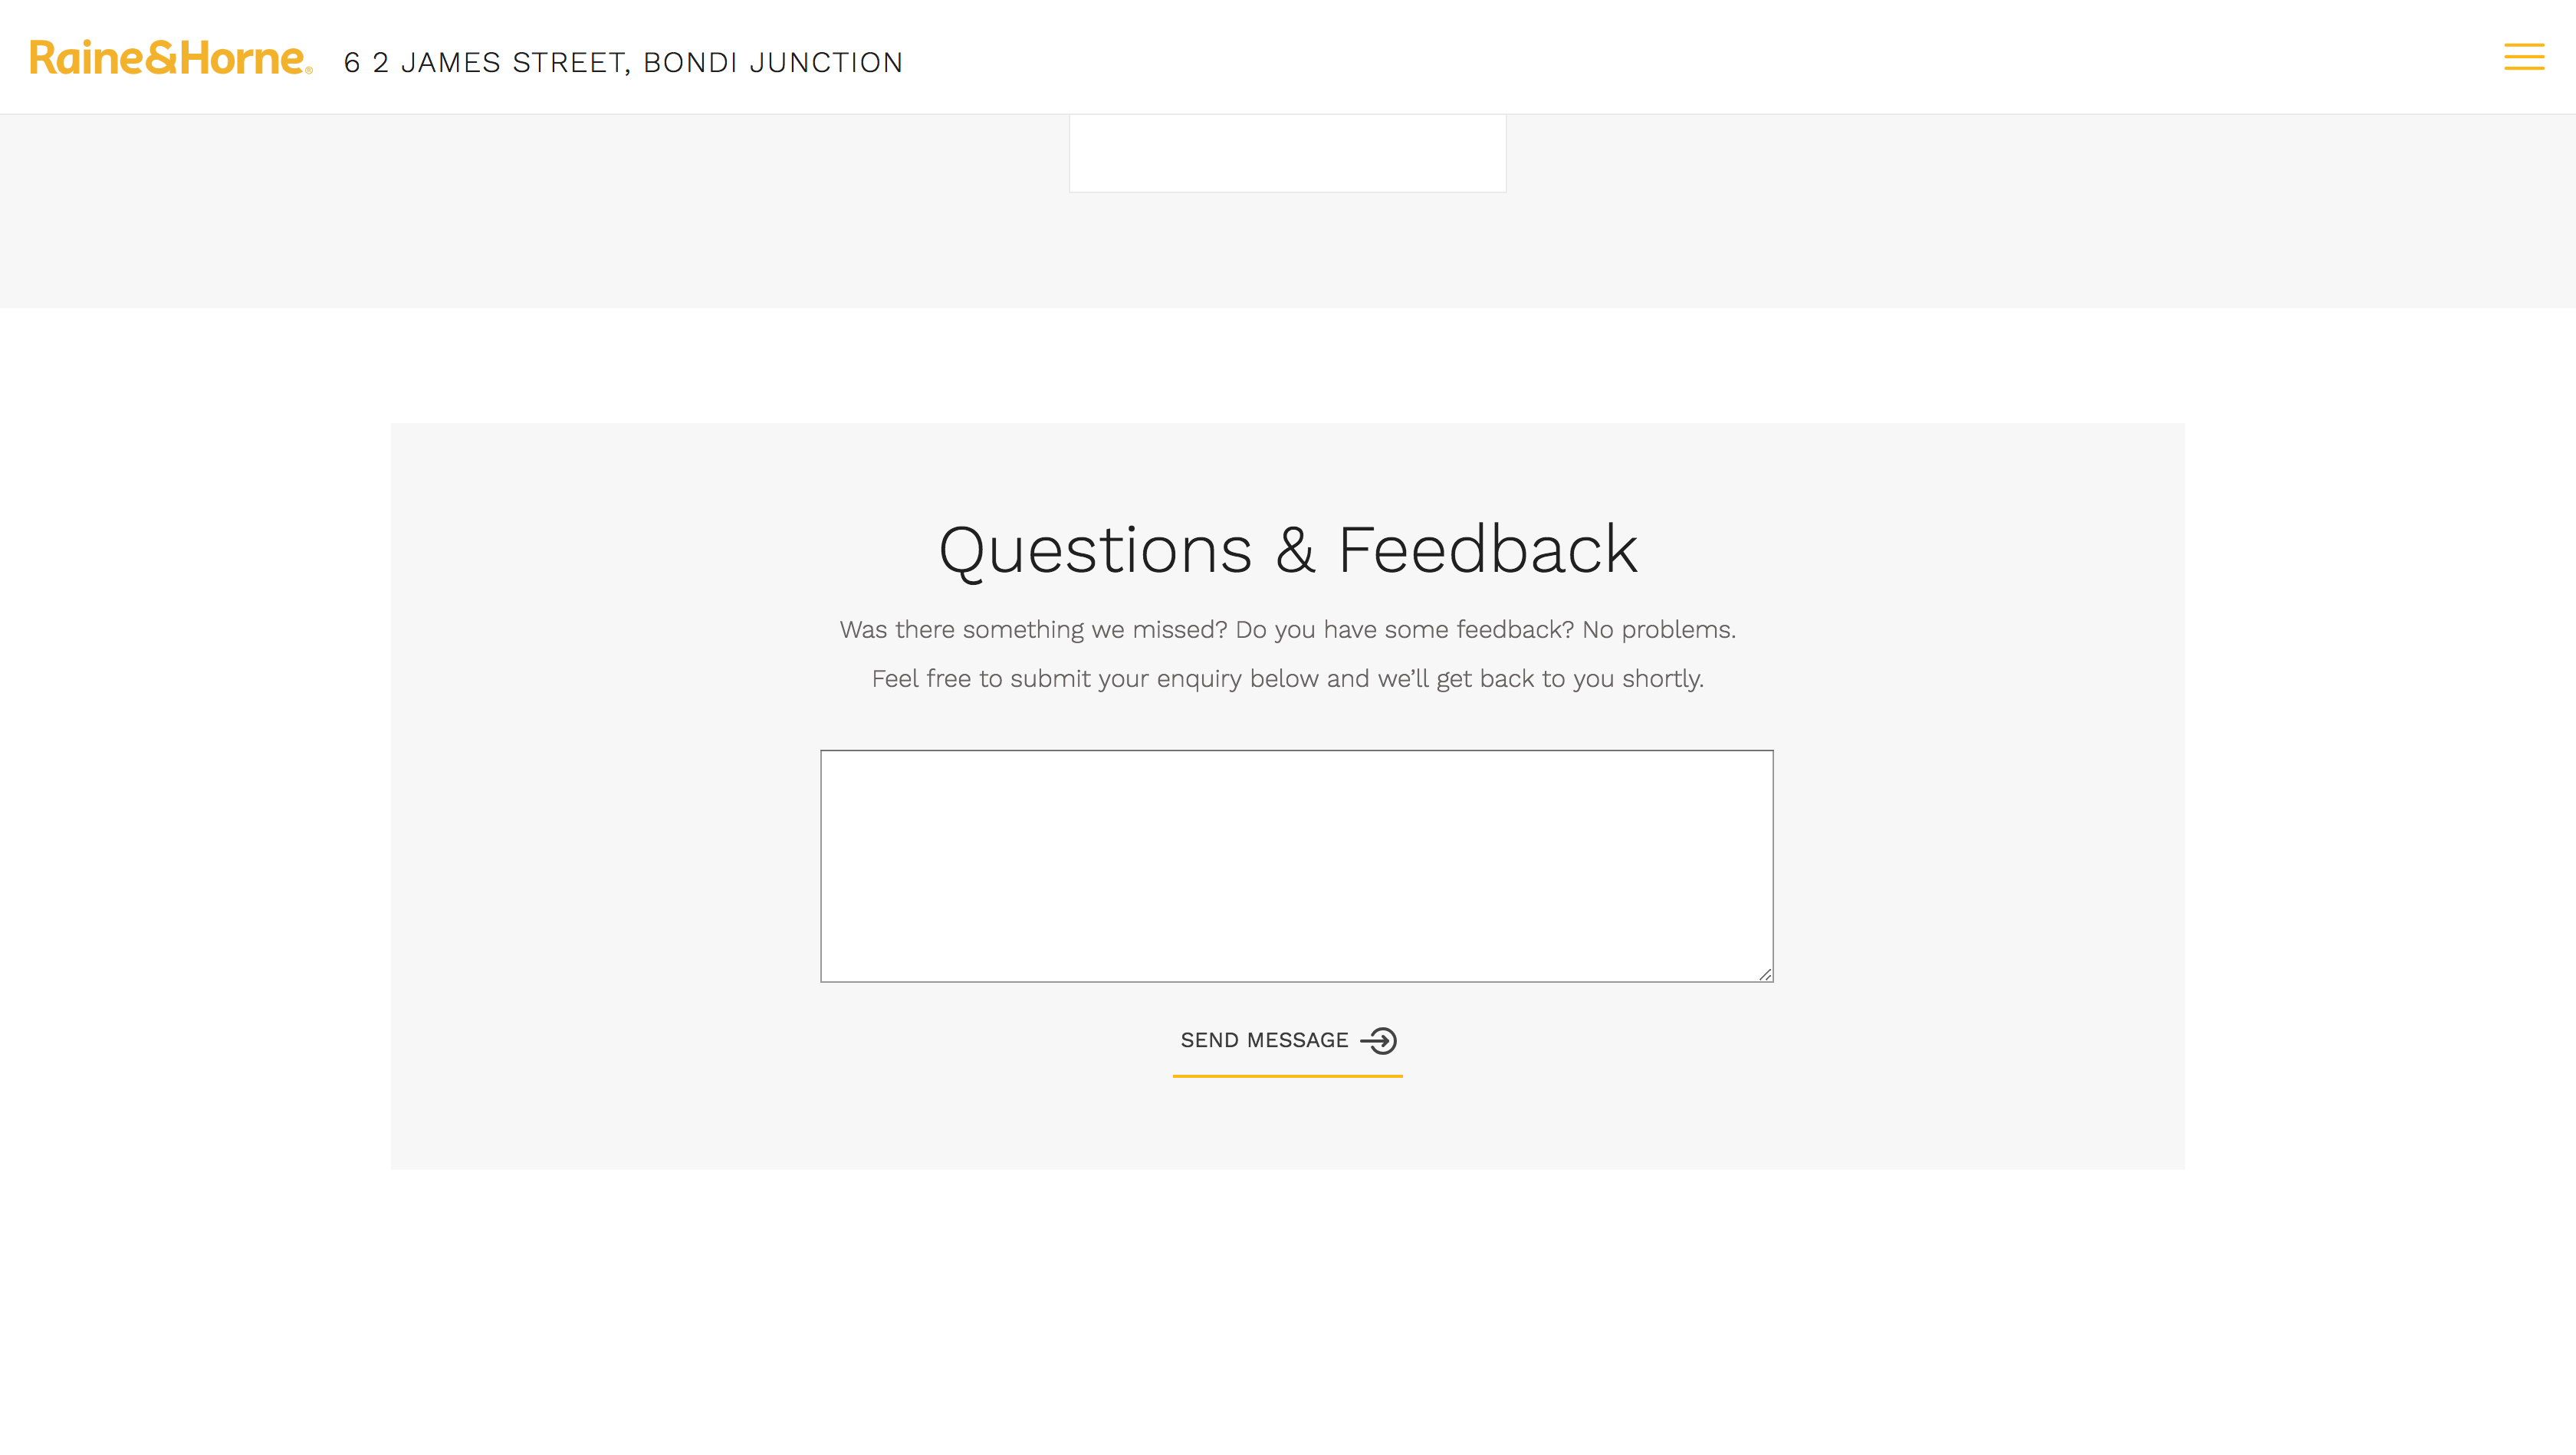 Raine&Horne® 6 2 JAMES STREET, BONDI JUNCTION
Questions & Feedback
Was there something we missed? Do you have some feedback? No problems.
Feel free to submit your enquiry below and we’ll get back to you shortly.
SEND MESSAGE